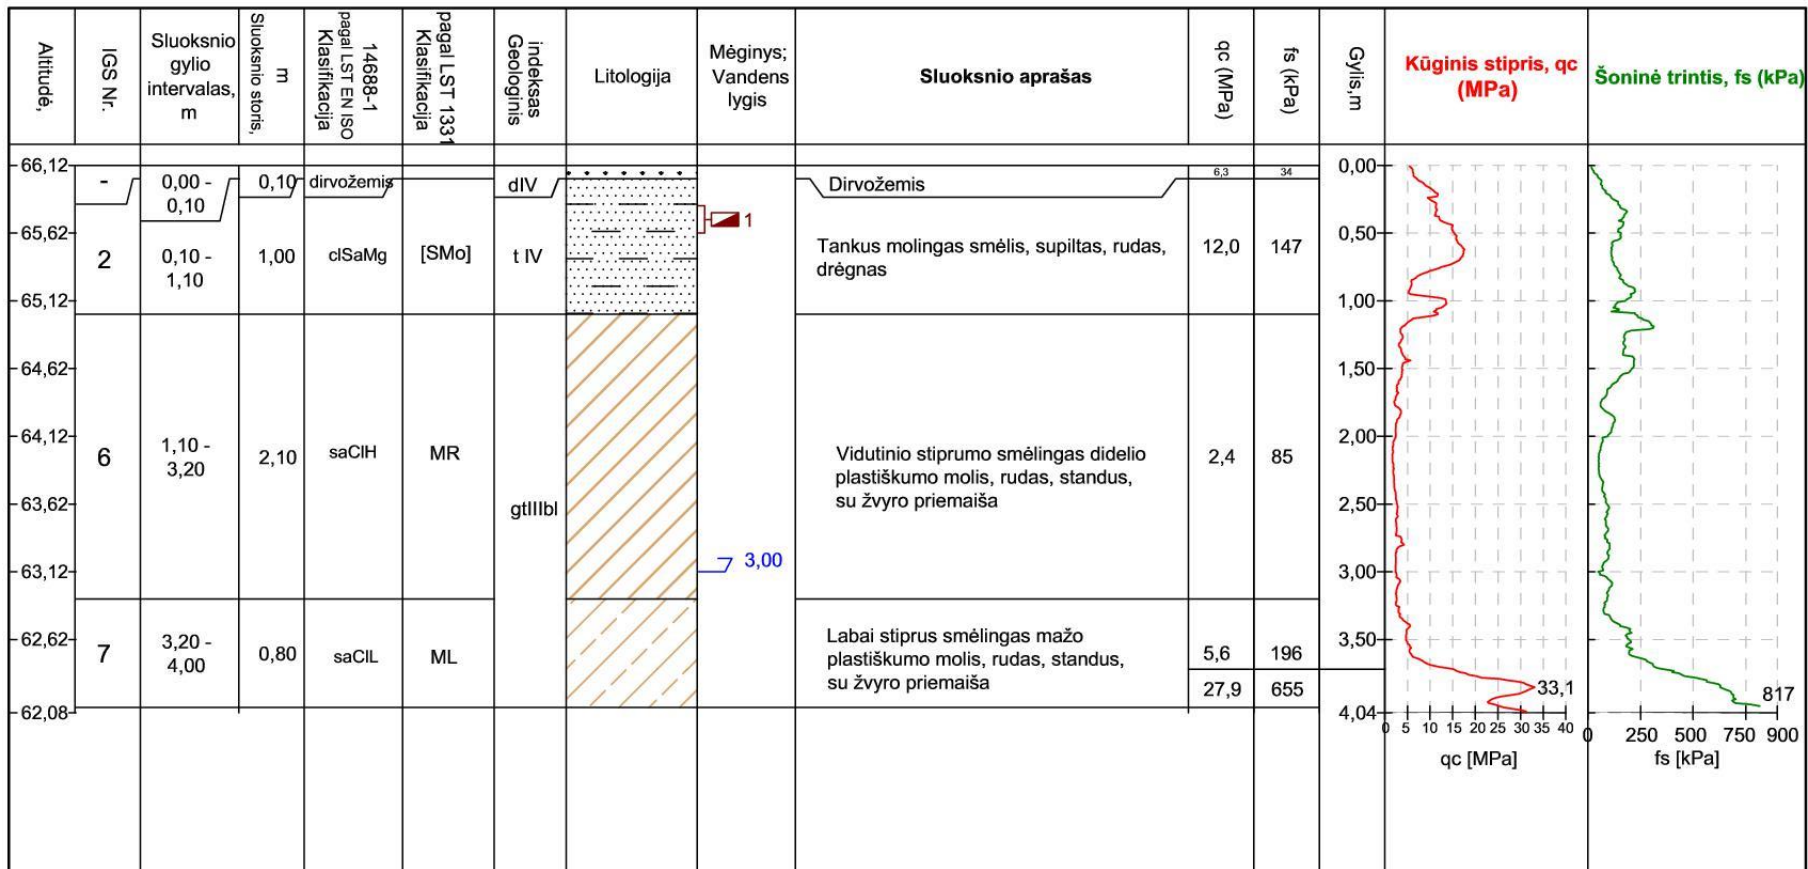 Altitudė,
IGS Nr.
Sluoksnio
gylio
intervalas,
m
Sluoksnio storis,
m
Klasifikacija
pagal LST EN ISO
14688-1
Klasifikacija
pagal LST 1331
Geologinis
indeksas
Litologija
Mėginys;
Vandens
lygis
Sluoksnio aprašas
qc (MPa)
fs (kPa)
Gylis,m
Kūginis stipris, qc
(MPa)
Šoninė trintis, fs (kPa)
66,12
65,62
65,12
64,62
64,12
63,62
63,12
62,62
62,08
-
0,00 -
0,10
0,10
dirvožemis
dIV
Dirvožemis
6,3
34
2
0,10 -
1,10
1,00
clSaMg
[SMo]
t IV
1
Tankus molingas smėlis, supiltas, rudas,
drėgnas
12,0
147
6
1,10 -
3,20
2,10
saClH
MR
gtIIIbl
3,00
Vidutinio stiprumo smėlingas didelio
plastiškumo molis, rudas, standus,
su žvyro priemaiša
2,4
85
7
3,20 -
4,00
0,80
saClL
ML
Labai stiprus smėlingas mažo
plastiškumo molis, rudas, standus,
su žvyro priemaiša
5,6
196
27,9
655
0,00
0,50
1,00
1,50
2,00
2,50
3,00
3,50
4,04
33,1
0 5 10 15 20 25 30 35 40
qc [MPa]
817
0 250 500 750 900
fs [kPa]